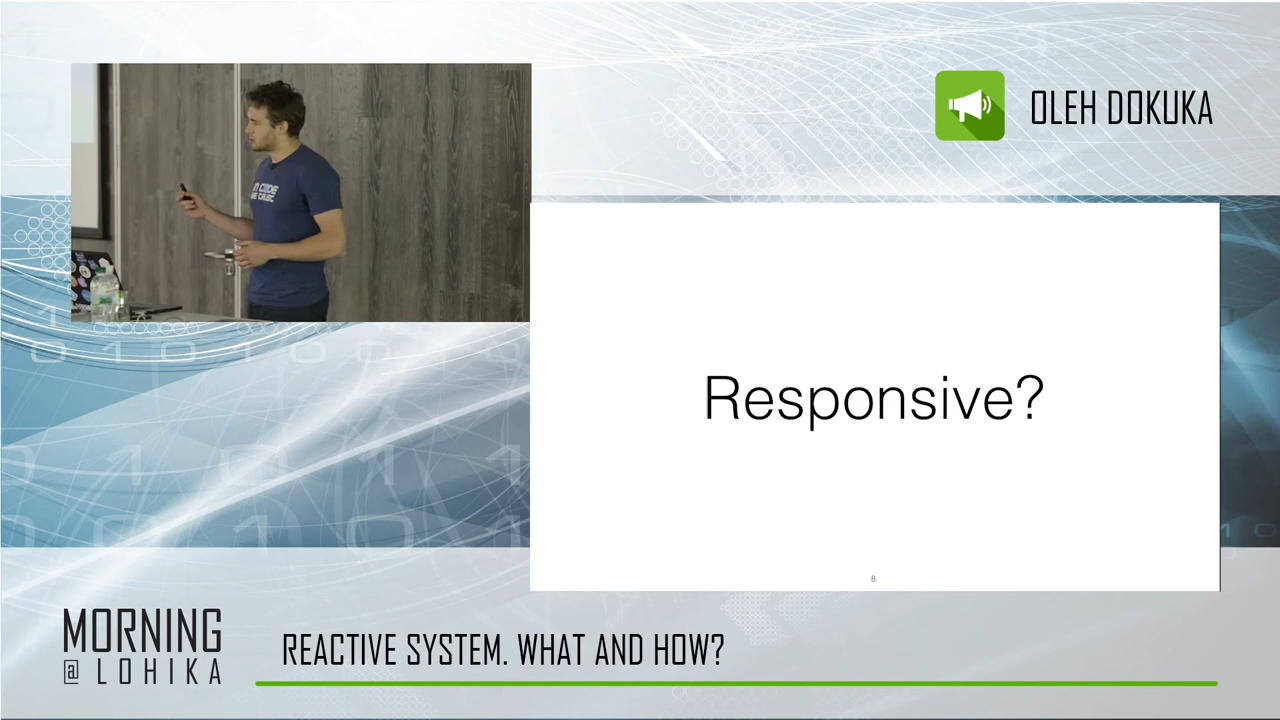 OLEH DOKUKA
Responsive?
8
MORNING
@ LOHIKA
REACTIVE SYSTEM. WHAT AND HOW?